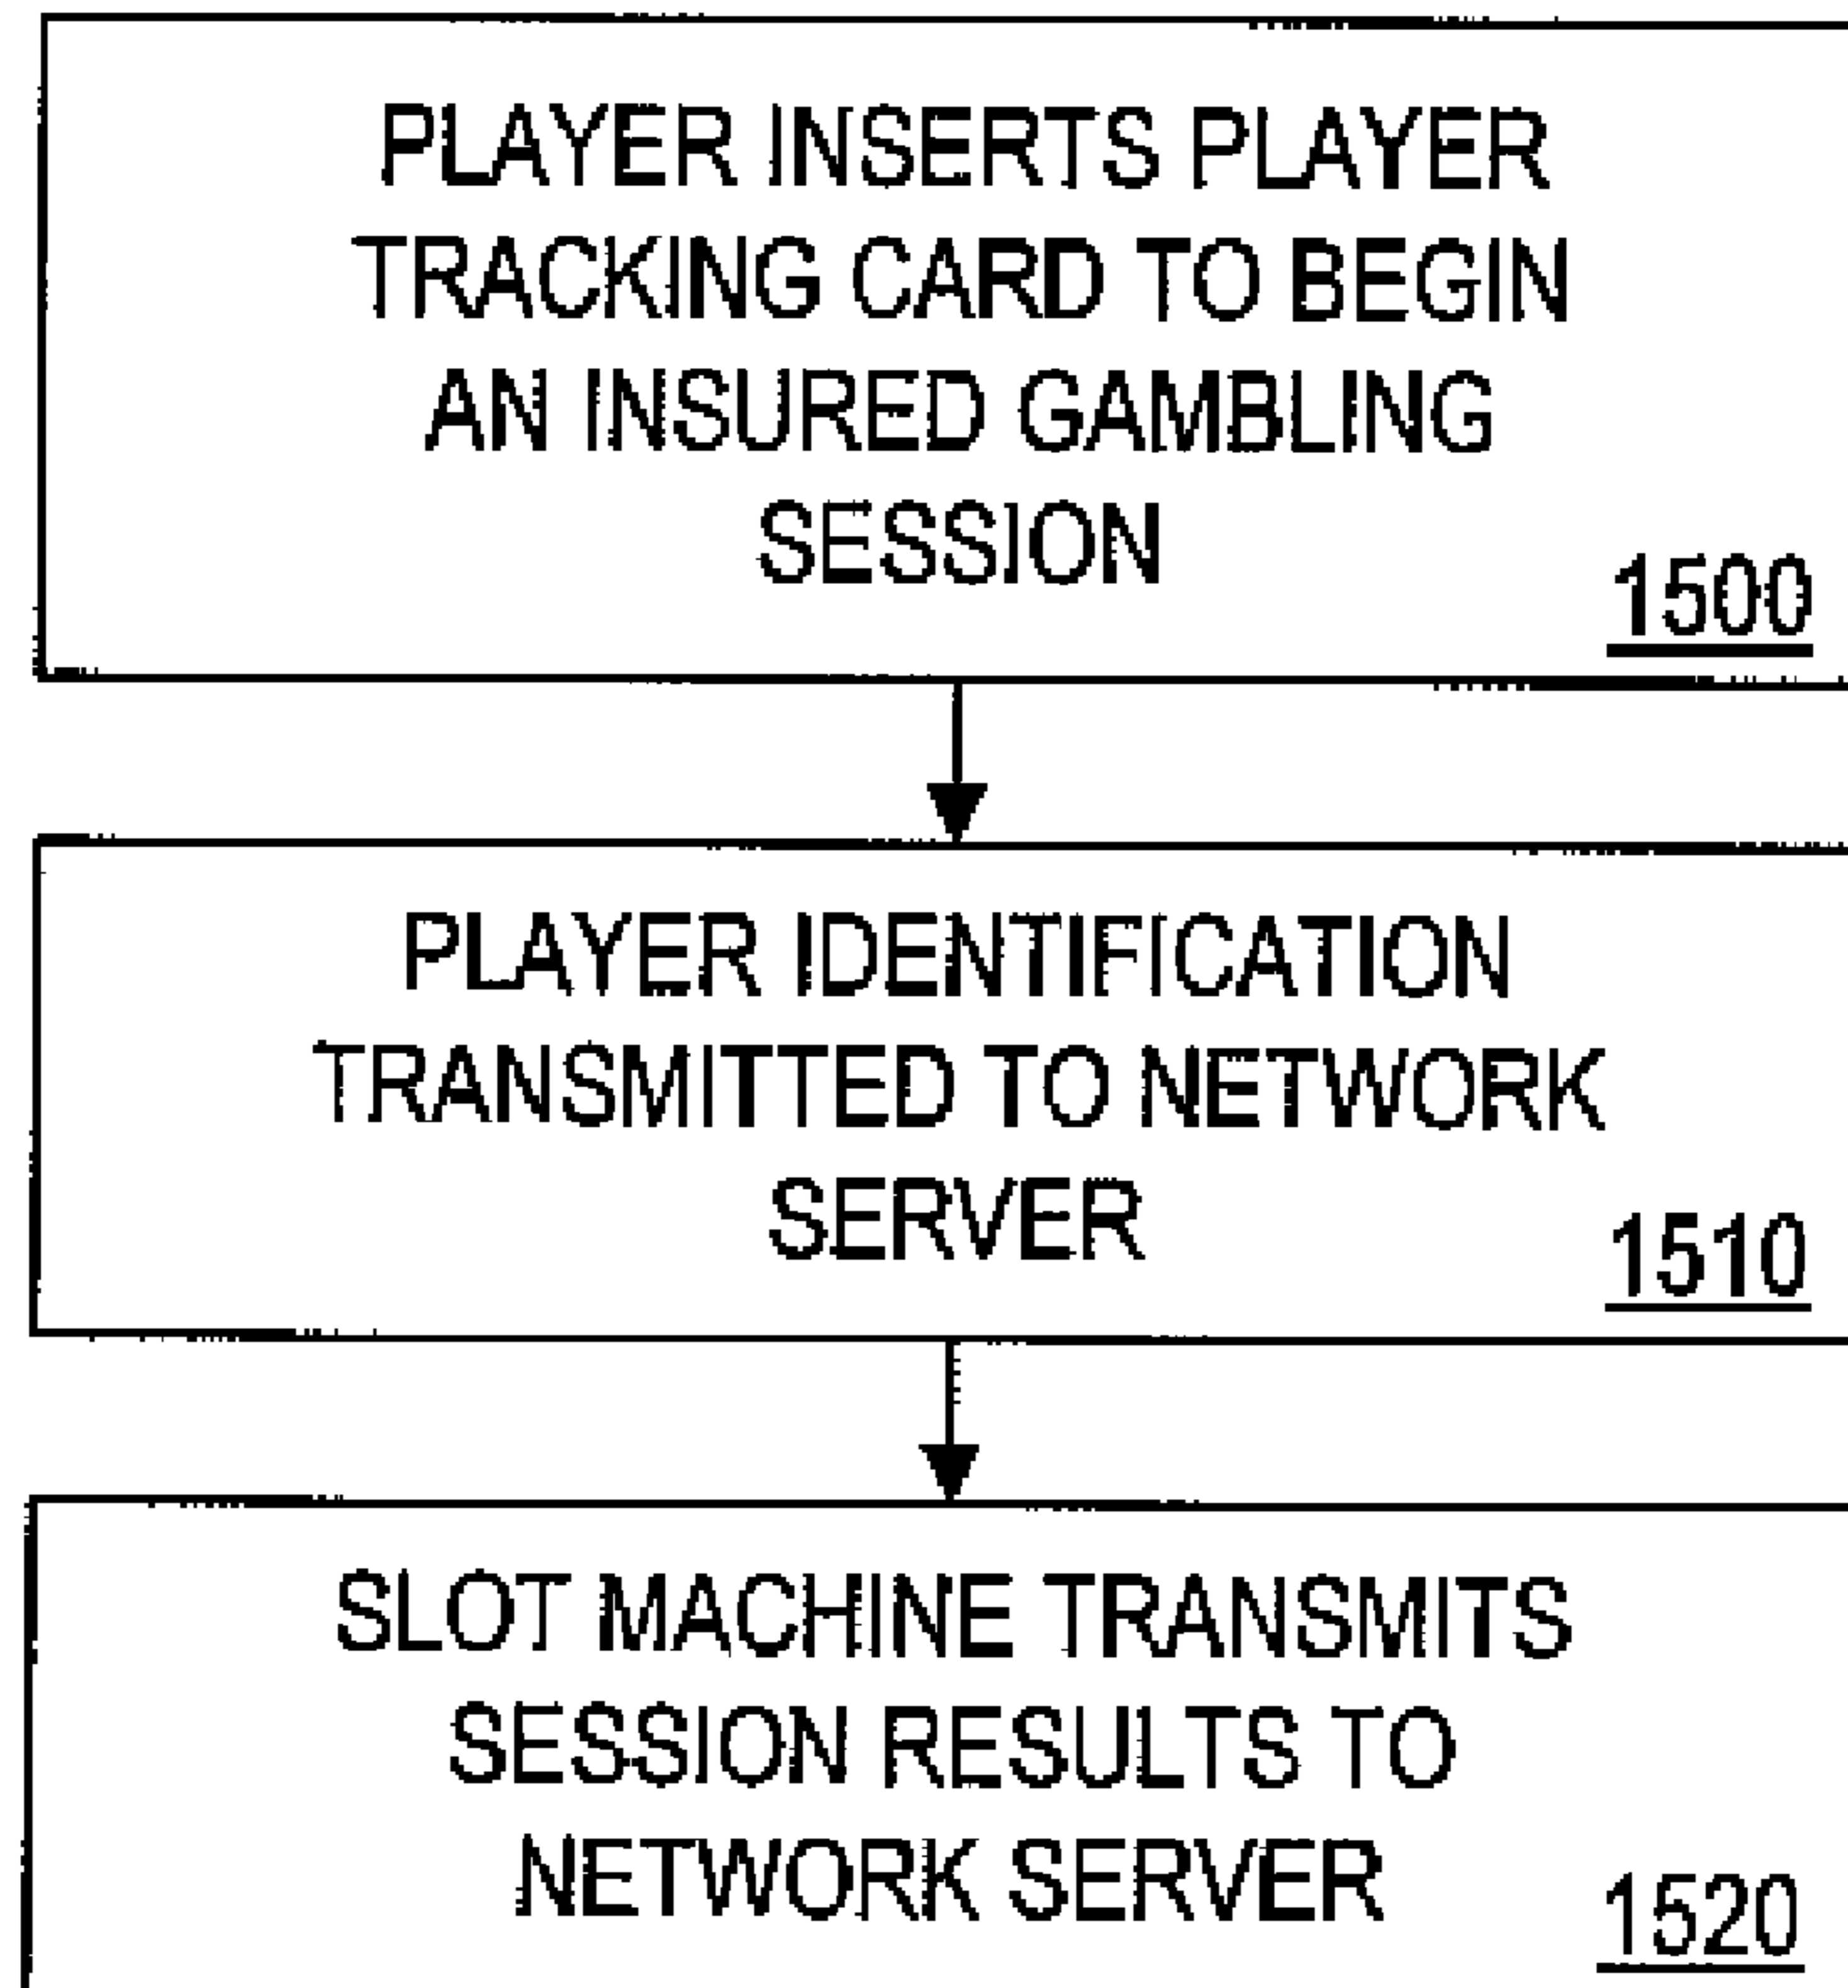 PLAYER INSERTS PLAYER
TRACKING CARD TO BEGIN
AN INSURED GAMBLING
SESSION
1500
PLAYER IDENTIFICATION
TRANSMITTED TO NETWORK
SERVER
1510
SLOT MACHINE TRANSMITS
SESSION RESULTS TO
NETWORK SERVER
1520